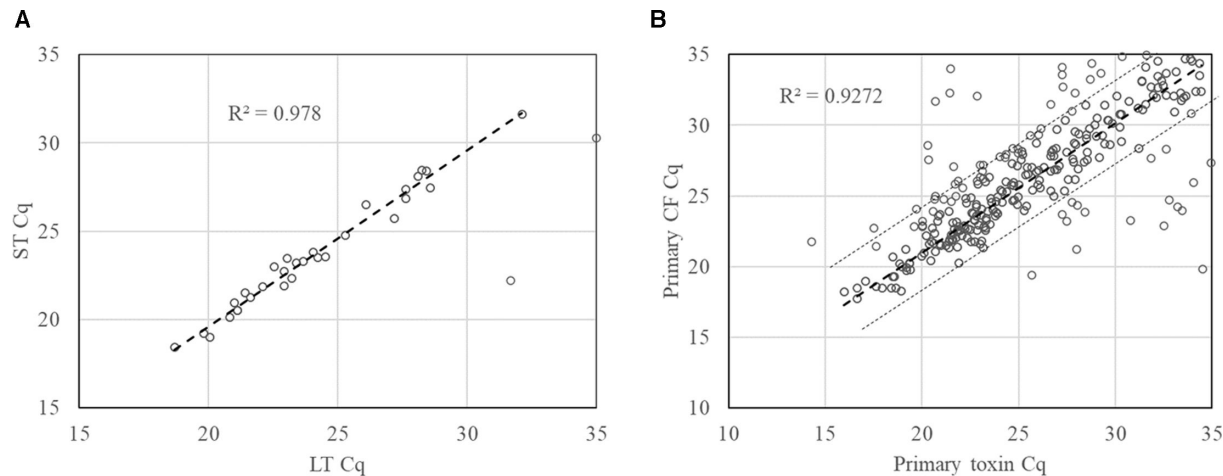 A
35
30
25
20
15
ST Cq
R² = 0.978
15 20 25 30 35
LT Cq
B
35
30
25
20
15
10
Primary CF Cq
R² = 0.9272
10 15 20 25 30 35
Primary toxin Cq